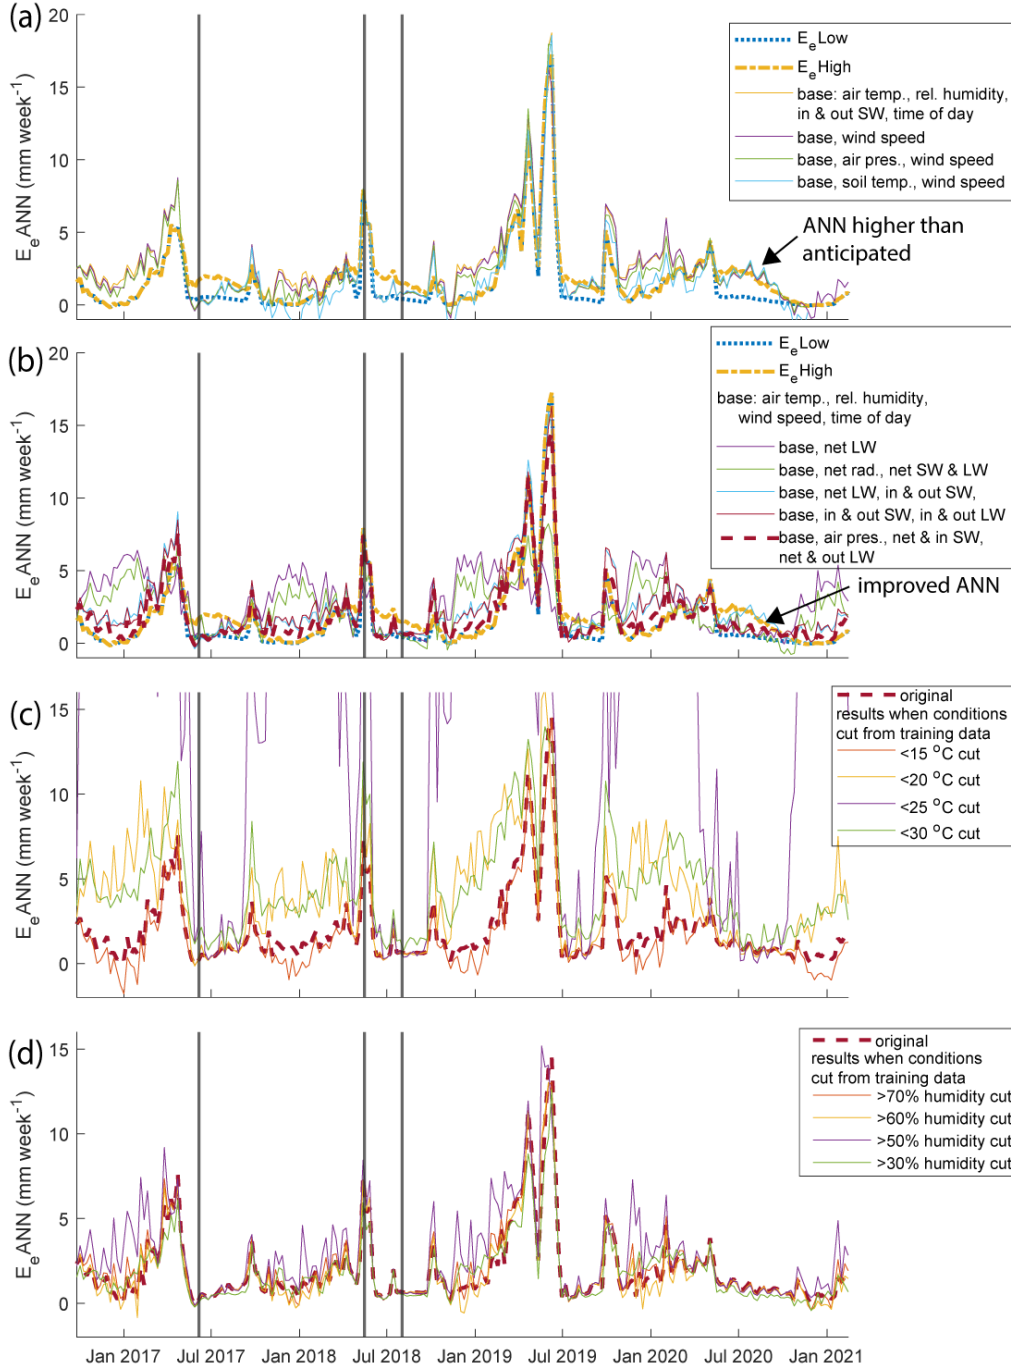 (a)
20
15
10
5
0
EeANN (mm week-1)
EeLow
EeHigh
base: air temp., rel. humidity,
in & out SW, time of day
base, wind speed
base, air pres., wind speed
base, soil temp., wind speed
ANN higher than
anticipated
(b)
20
15
10
5
0
EeANN (mm week-1)
EeLow
EeHigh
base: air temp., rel. humidity,
wind speed, time of day
base, net LW
base, net rad., net SW & LW
base, net LW, in & out SW,
base, in & out SW, in & out LW
base, air pres., net & in SW,
net & out LW
improved ANN
(c)
15
10
5
0
EeANN (mm week-1)
original
results when conditions
cut from training data
<15 °C cut
<20 °C cut
<25 °C cut
<30 °C cut
(d)
15
10
5
0
EeANN (mm week-1)
original
results when conditions
cut from training data
>70% humidity cut
>60% humidity cut
>50% humidity cut
>30% humidity cut
Jan 2017 Jul 2017 Jan 2018 Jul 2018 Jan 2019 Jul 2019 Jan 2020 Jul 2020 Jan 2021